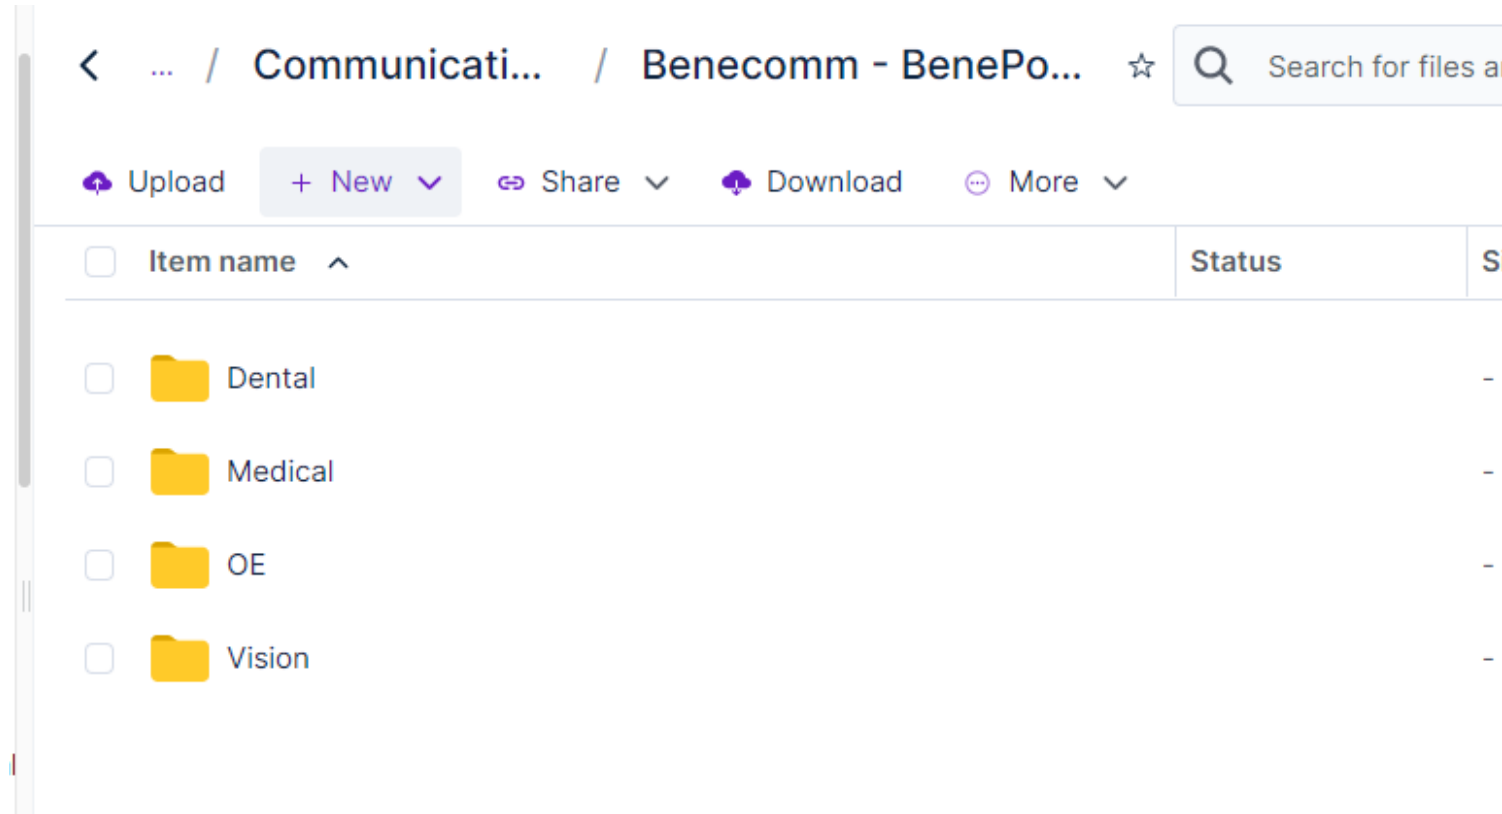 ... / Communicati... / Benecomm - BenePo... Search for files
Upload + New Share Download More
Item name Status
Dental -
Medical -
OE -
Vision -